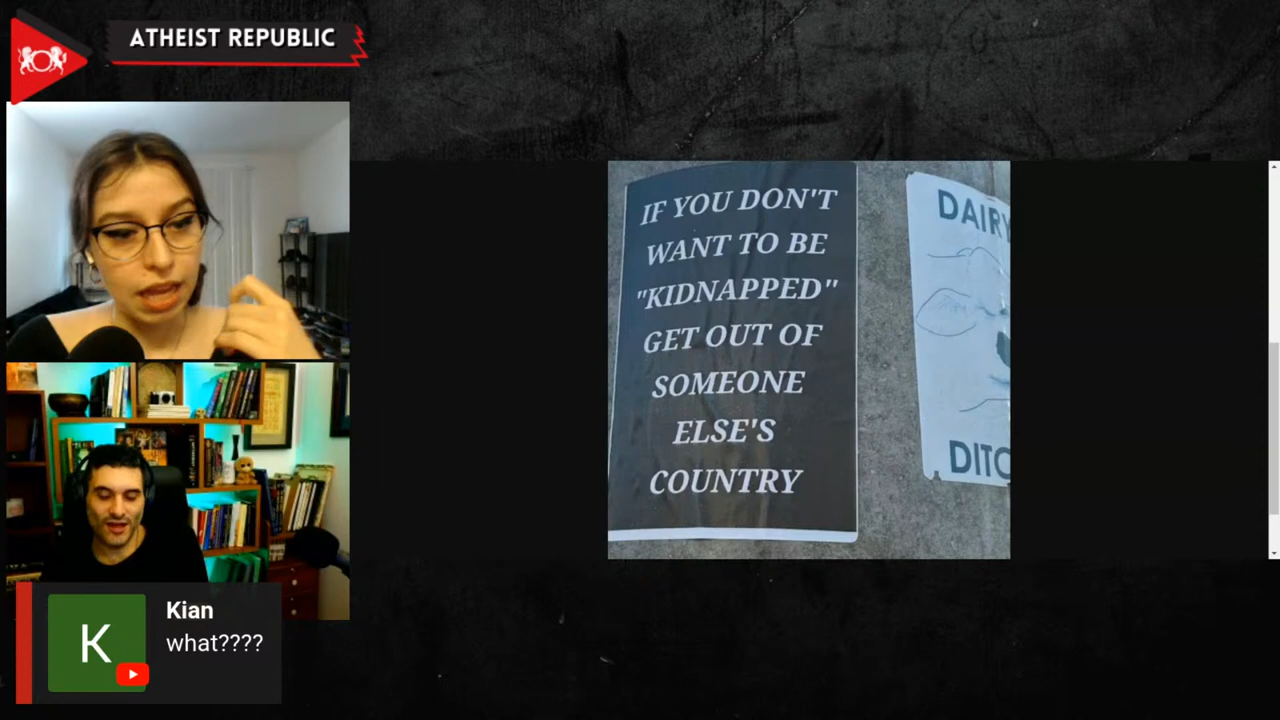 ATHEIST REPUBLIC
IF YOU DON'T
WANT TO BE
"KIDNAPPED"
GET OUT OF
SOMEONE
ELSE'S
COUNTRY
DAIRY
DITC
Kian
what????
K